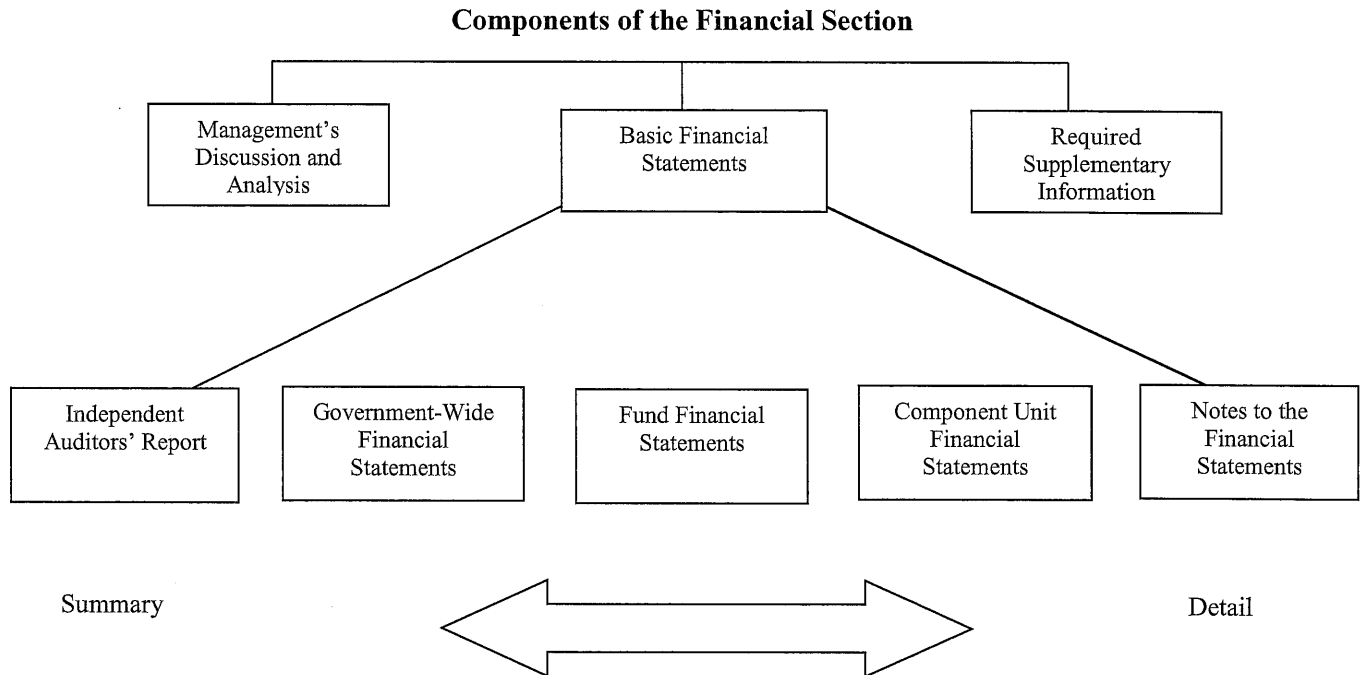 Components of the Financial Section
Management's
Discussion and
Analysis
Basic Financial
Statements
Required
Supplementary
Information
Independent
Auditors' Report
Government-Wide
Financial
Statements
Fund Financial
Statements
Component Unit
Financial
Statements
Notes to the
Financial
Statements
Summary
Detail